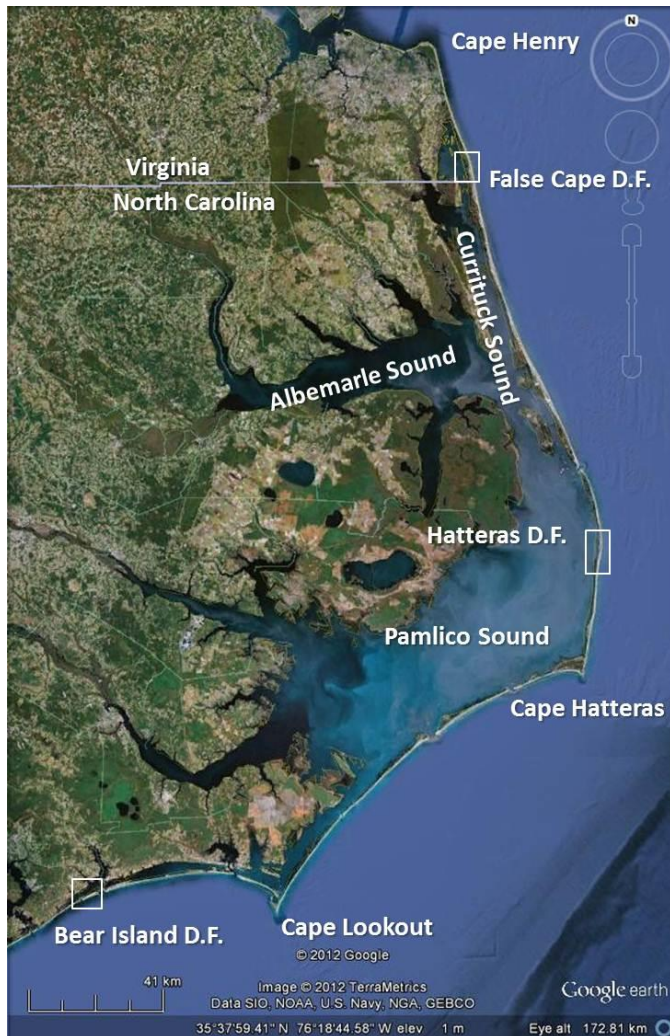 N
Cape Henry
Virginia
False Cape D.F.
North Carolina
Currituck Sound
Albemarle Sound
Hatteras D.F.
Pamlico Sound
Cape Hatteras
Bear Island D.F.
Cape Lookout
© 2012 Google
41 km
Image © 2012 TerraMetrics
Data SIO, NOAA, U.S. Navy, NGA, GEBCO
Google earth
35°37'59.41" N 76°18'44.58" W elev 1 m
Eye alt 172.81 km